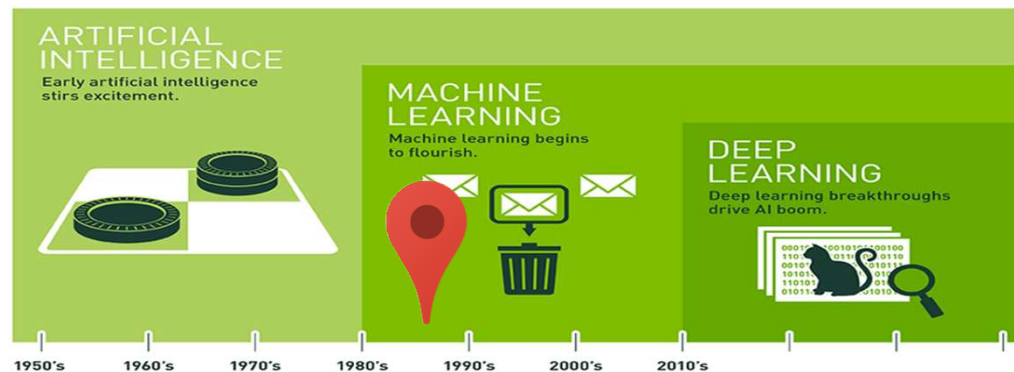 ARTIFICIAL
INTELLIGENCE
Early artificial intelligence
stirs excitement.
MACHINE
LEARNING
Machine learning begins
to flourish.
DEEP
LEARNING
Deep learning breakthroughs
drive AI boom.
1950's 1960's 1970's 1980's 1990's 2000's 2010's